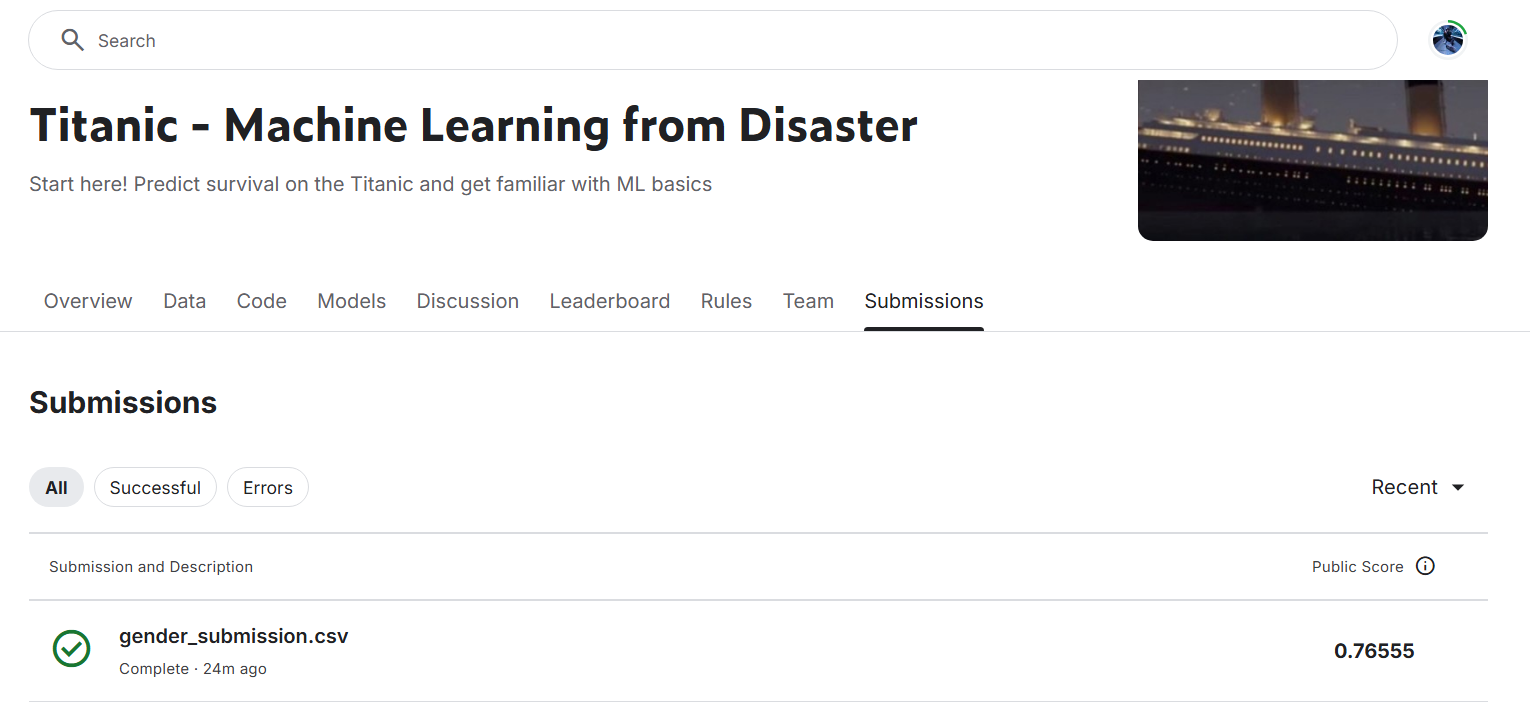 Search
Titanic - Machine Learning from Disaster
Start here! Predict survival on the Titanic and get familiar with ML basics
Overview Data Code Models Discussion Leaderboard Rules Team Submissions
Submissions
All Successful Errors Recent
Submission and Description Public Score
gender_submission.csv
Complete · 24m ago
0.76555